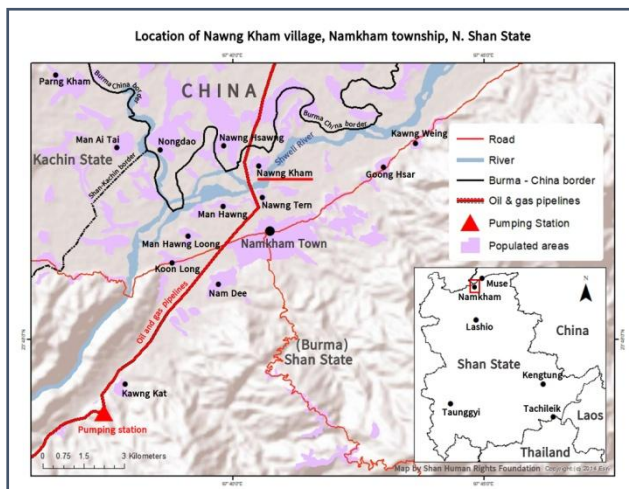 Location of Nawng Kham village, Namkham township, N. Shan State
Parng Kham
Burma China border
CHINA
Man Ai Tai
Nongdao
Nawng Hsawng
Burma China border
Shweli River
Kawng Weing
Kachin State
Shan Kachin border
Nawng Kham
Goong Hsar
Nawng Tern
Man Hawng
Man Hawng Loong
Namkham Town
Koon Long
Nam Dee
Oil and gas pipelines
(Burma)
Shan State
Kawng Kat
Pumping station
0 0.75 1.5 3 Kilometers
Road
River
Burma - China border
Oil & gas pipelines
Pumping Station
Populated areas
N
Muse
Namkham
Lashio
China
Shan State
Kengtung
Taunggyi
Tachileik
Laos
Thailand
Map by Shan Human Rights Foundation Copyright (c) 2014 Esri